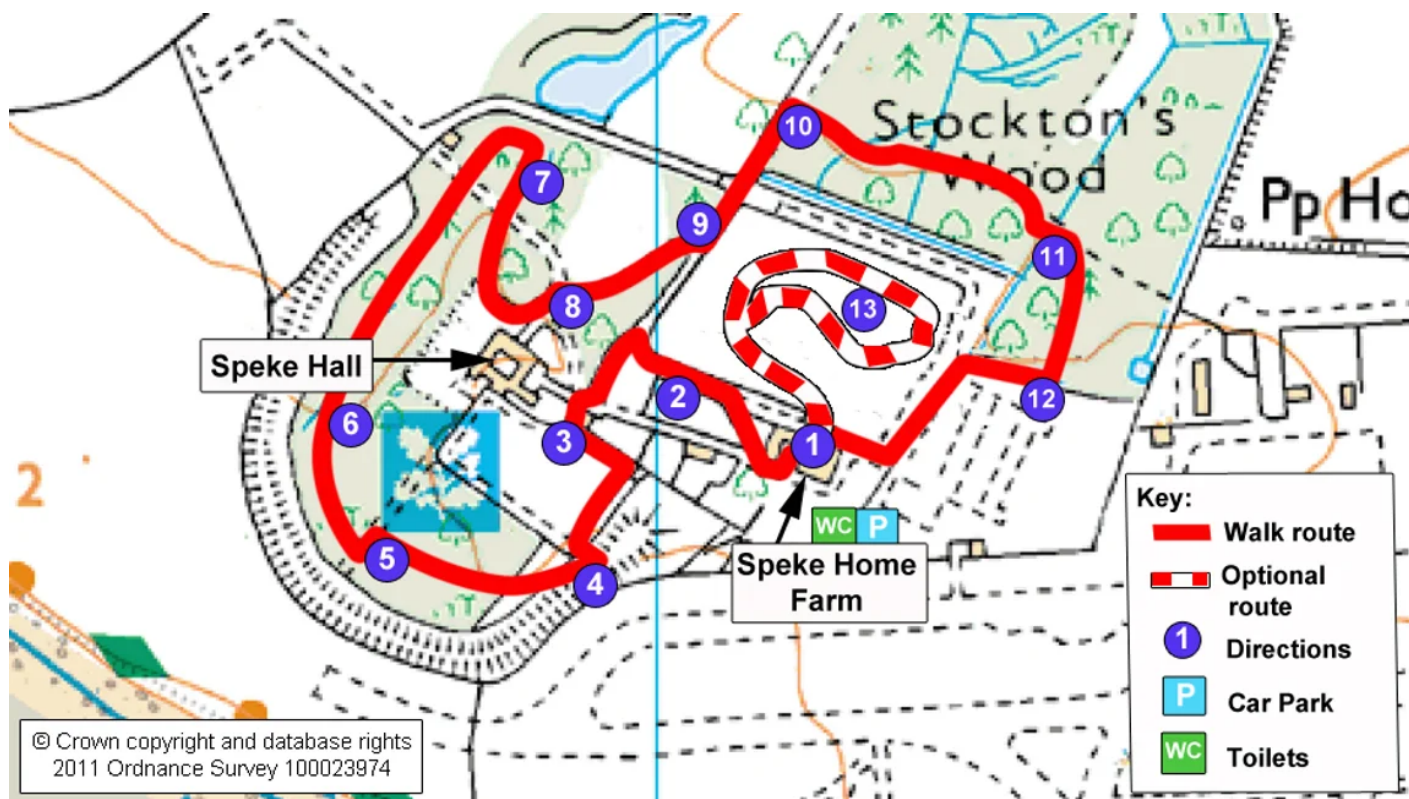 Stockton's
Wood
Pp Ho
10
7
9
11
8
13
Speke Hall
2
12
6
3
1
2
5
4
WC P
Speke Home
Farm
Key:
Walk route
Optional
route
1 Directions
P Car Park
WC Toilets
© Crown copyright and database rights
2011 Ordnance Survey 100023974